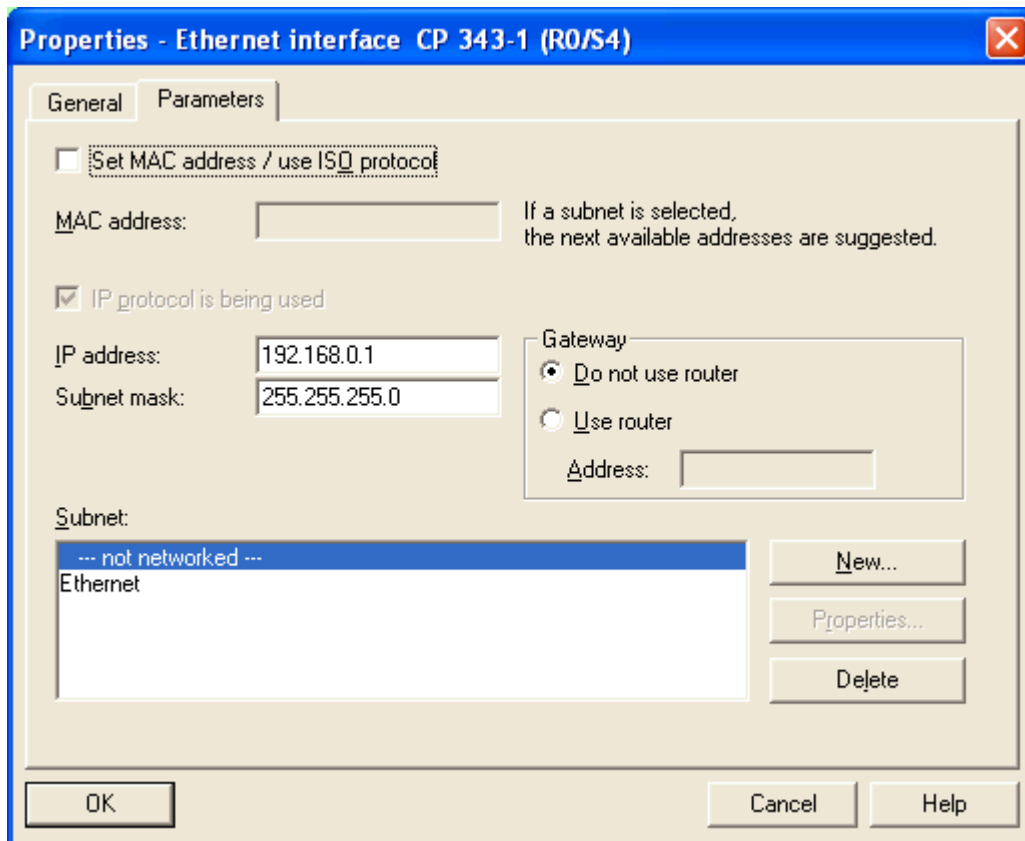 Properties - Ethernet interface CP 343-1 (R0/S4)
General
Parameters
Set MAC address / use ISO protocol
MAC address:
If a subnet is selected,
the next available addresses are suggested.
IP protocol is being used
IP address:
192.168.0.1
Subnet mask:
255.255.255.0
Gateway
Do not use router
Use router
Address:
Subnet:
--- not networked ---
Ethernet
New...
Properties...
Delete
OK
Cancel
Help